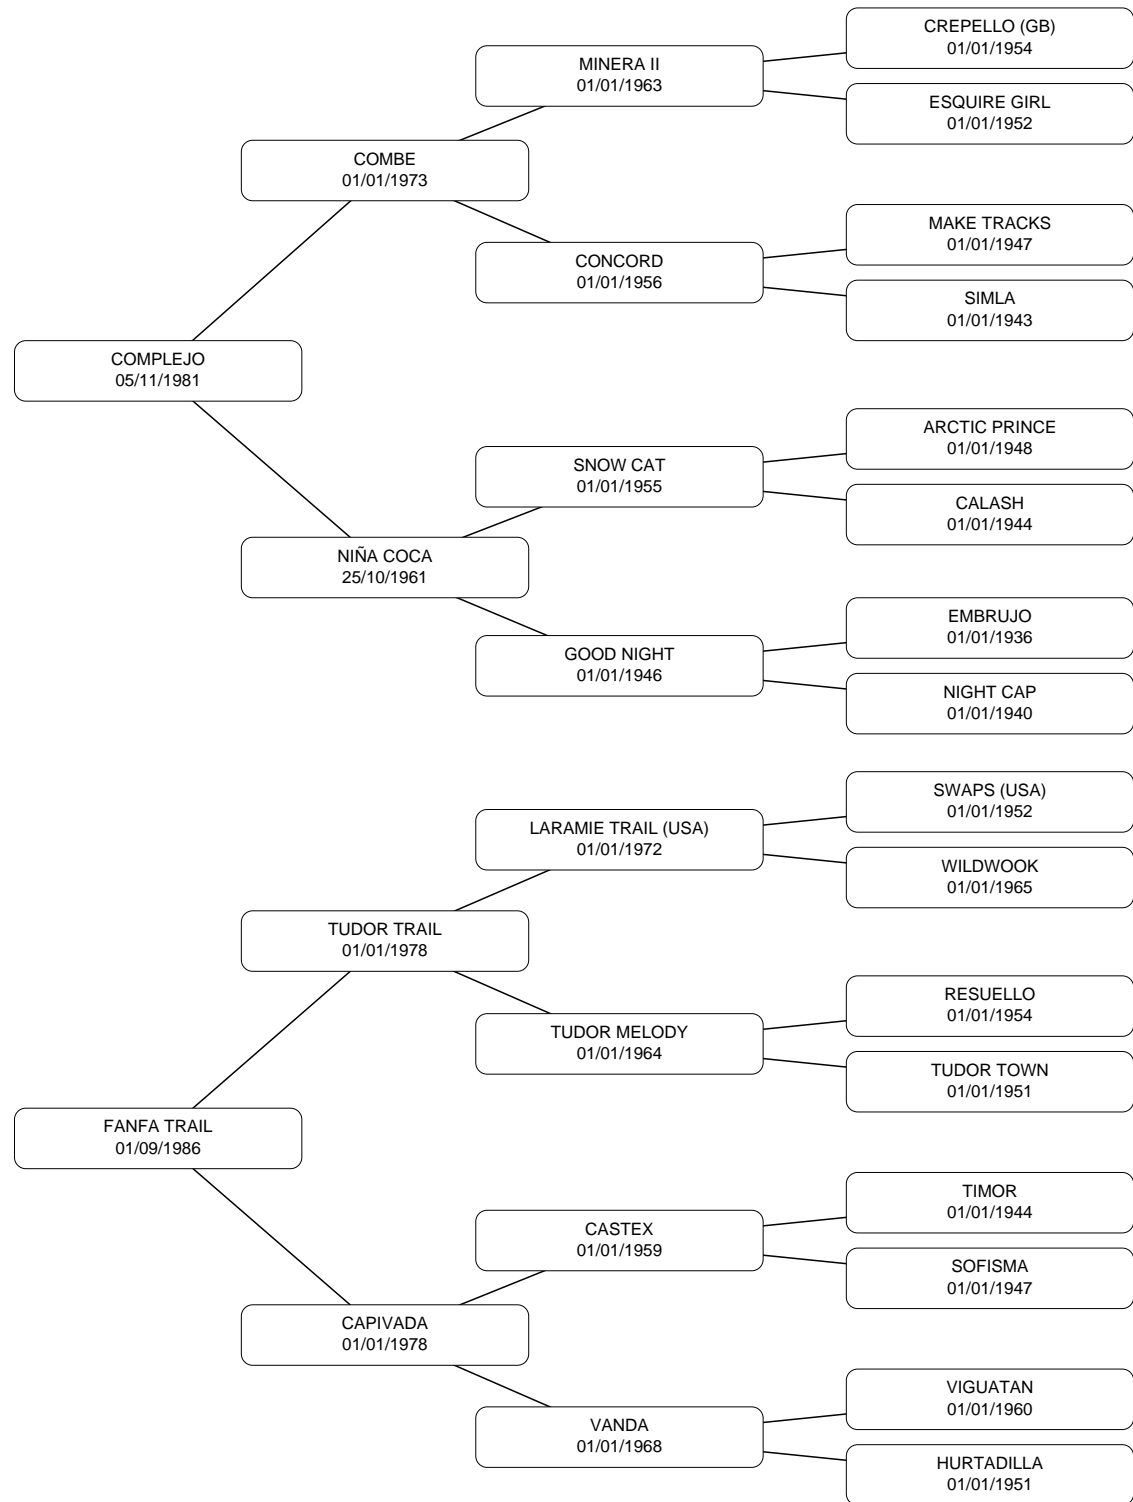 CREPELLO (GB)
01/01/1954
MINERA II
01/01/1963
ESQUIRE GIRL
01/01/1952
COMBE
01/01/1973
MAKE TRACKS
01/01/1947
CONCORD
01/01/1956
SIMLA
01/01/1943
COMPLEJO
05/11/1981
ARCTIC PRINCE
01/01/1948
SNOW CAT
01/01/1955
CALASH
01/01/1944
NIÑA COCA
25/10/1961
EMBRUJO
01/01/1936
GOOD NIGHT
01/01/1946
NIGHT CAP
01/01/1940
SWAPS (USA)
01/01/1952
LARAMIE TRAIL (USA)
01/01/1972
WILDWOOK
01/01/1965
TUDOR TRAIL
01/01/1978
RESUELLO
01/01/1954
TUDOR MELODY
01/01/1964
TUDOR TOWN
01/01/1951
FANFA TRAIL
01/09/1986
TIMOR
01/01/1944
CASTEX
01/01/1959
SOFISMA
01/01/1947
CAPIVADA
01/01/1978
VIGUATAN
01/01/1960
VANDA
01/01/1968
HURTADILLA
01/01/1951